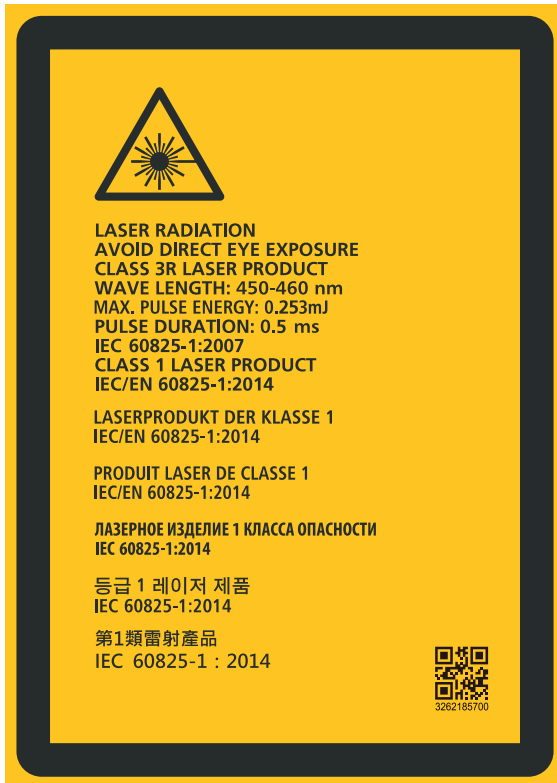 LASER RADIATION
AVOID DIRECT EYE EXPOSURE
CLASS 3R LASER PRODUCT
WAVE LENGTH: 450-460 nm
MAX. PULSE ENERGY: 0.253mJ
PULSE DURATION: 0.5 ms
IEC 60825-1:2007
CLASS 1 LASER PRODUCT
IEC/EN 60825-1:2014
LASERPRODUKT DER KLASSE 1
IEC/EN 60825-1:2014
PRODUIT LASER DE CLASSE 1
IEC/EN 60825-1:2014
ЛАЗЕРНОЕ ИЗДЕЛИЕ 1 КЛАССА ОПАСНОСТИ
IEC 60825-1:2014
등급 1 레이저 제품
IEC 60825-1:2014
第1類雷射產品
IEC 60825-1 : 2014
3262185700